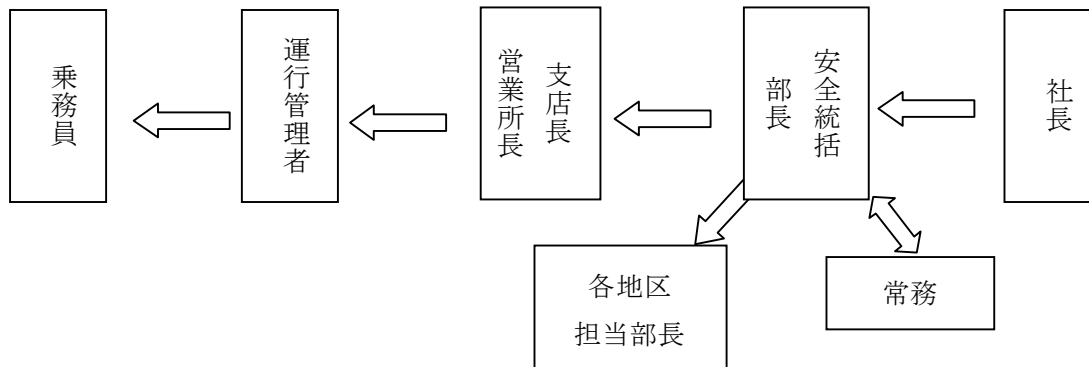 社長
安全統括
部長
支店長
営業所長
運行管理者
乗務員
常務
各地区
担当部長